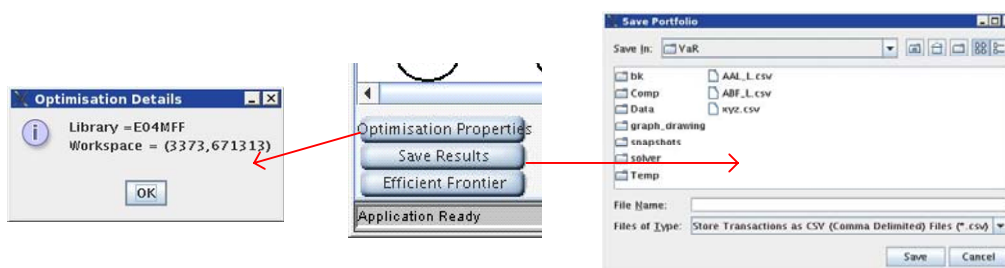 Optimisation Details
Library =E04MFF
Workspace = (3373,671313)
OK
Optimisation Properties
Save Results
Efficient Frontier
Application Ready
Save Portfolio
Save In: VaR
bk AAL_L.csv
Comp ABF_L.csv
Data xyz.csv
graph_drawing
snapshots
solver
Temp
File Name:
Files of Type: Store Transactions as CSV (Comma Delimited) Files (*.csv)
Save Cancel